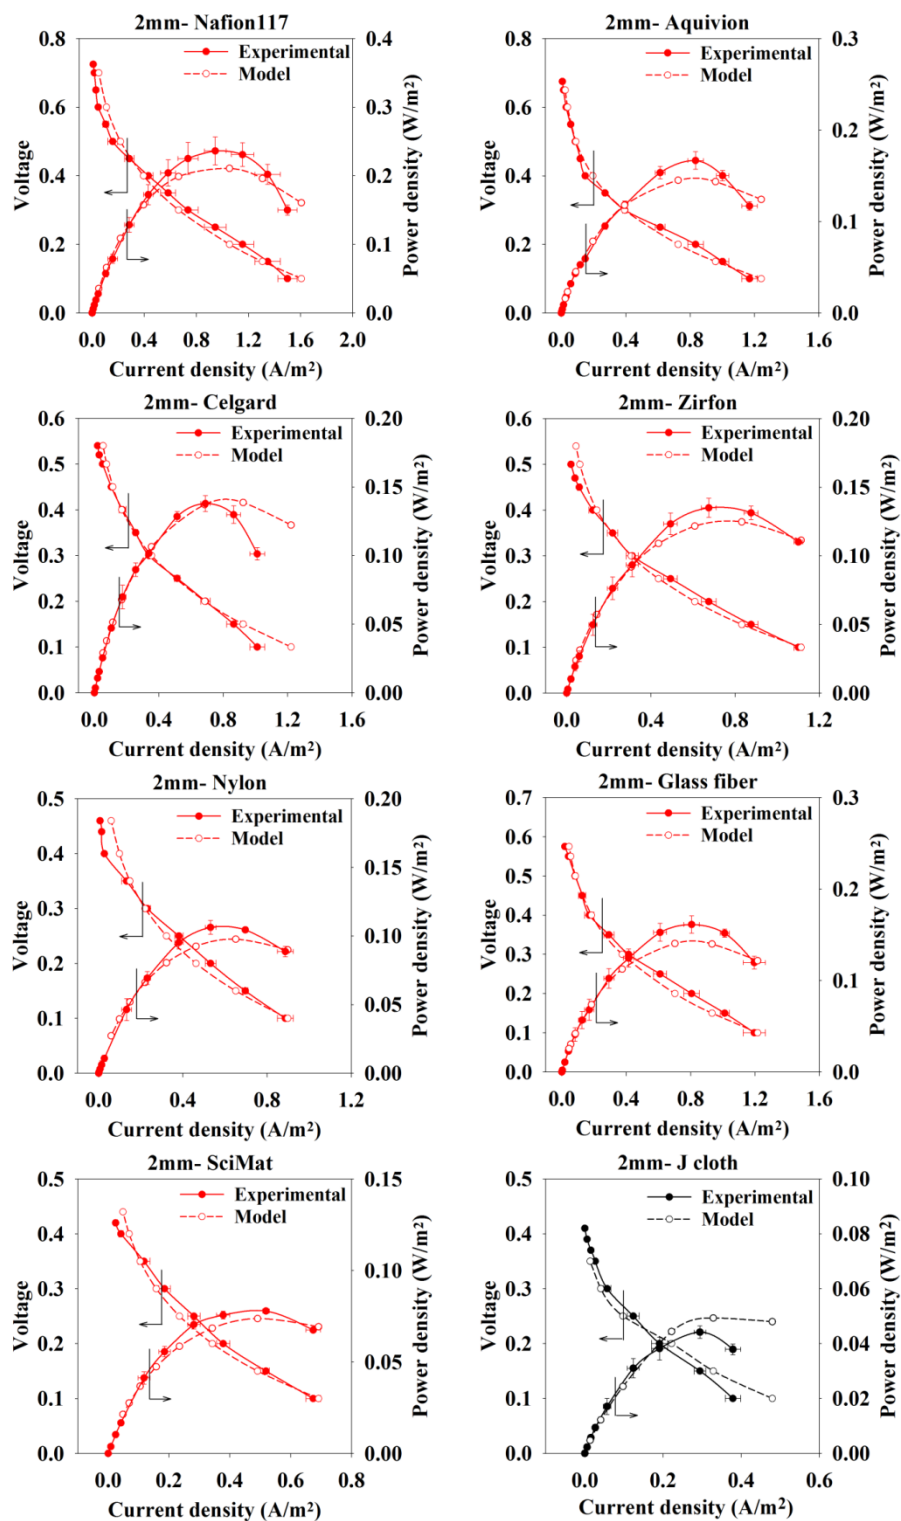 2mm- Nafion117
0.8
0.6
0.4
0.2
0.0
Voltage
Experimental
Model
0.4
0.3
0.2
0.1
0.0
Power density (W/m²)
0.0 0.4 0.8 1.2 1.6 2.0
Current density (A/m²)
2mm- Aquivion
0.8
0.6
0.4
0.2
0.0
Voltage
Experimental
Model
0.3
0.2
0.1
0.0
Power density (W/m²)
0.0 0.4 0.8 1.2 1.6
Current density (A/m²)
2mm- Celgard
0.6
0.5
0.4
0.3
0.2
0.1
0.0
Voltage
Experimental
Model
0.20
0.15
0.10
0.05
0.00
Power density (W/m²)
0.0 0.4 0.8 1.2 1.6
Current density (A/m²)
2mm- Zirfon
0.6
0.5
0.4
0.3
0.2
0.1
0.0
Voltage
Experimental
Model
0.20
0.15
0.10
0.05
0.00
Power density (W/m²)
0.0 0.4 0.8 1.2
Current density (A/m²)
2mm- Nylon
0.5
0.4
0.3
0.2
0.1
0.0
Voltage
Experimental
Model
0.20
0.15
0.10
0.05
0.00
Power density (W/m²)
0.0 0.4 0.8 1.2
Current density (A/m²)
2mm- Glass fiber
0.7
0.6
0.5
0.4
0.3
0.2
0.1
0.0
Voltage
Experimental
Model
0.3
0.2
0.1
0.0
Power density (W/m²)
0.0 0.4 0.8 1.2 1.6
Current density (A/m²)
2mm- SciMat
0.5
0.4
0.3
0.2
0.1
0.0
Voltage
Experimental
Model
0.15
0.10
0.05
0.00
Power density (W/m²)
0.0 0.2 0.4 0.6 0.8
Current density (A/m²)
2mm- J cloth
0.5
0.4
0.3
0.2
0.1
0.0
Voltage
Experimental
Model
0.10
0.08
0.06
0.04
0.02
0.00
Power density (W/m²)
0.0 0.2 0.4 0.6
Current density (A/m²)